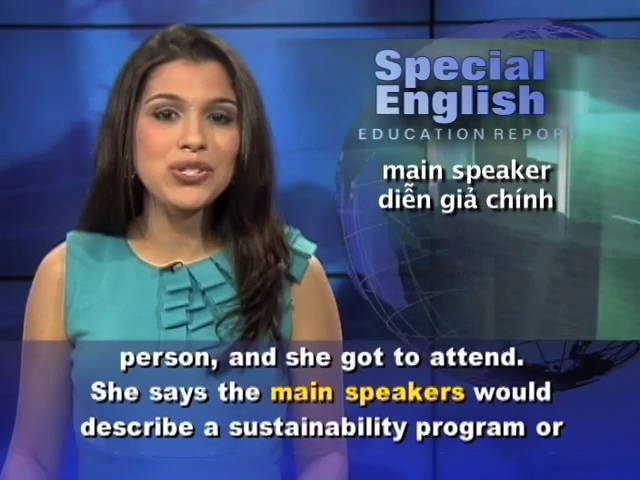 Special
English
EDUCATION REPORT
main speaker
diễn giả chính
person, and she got to attend.
She says the main speakers would
describe a sustainability program or